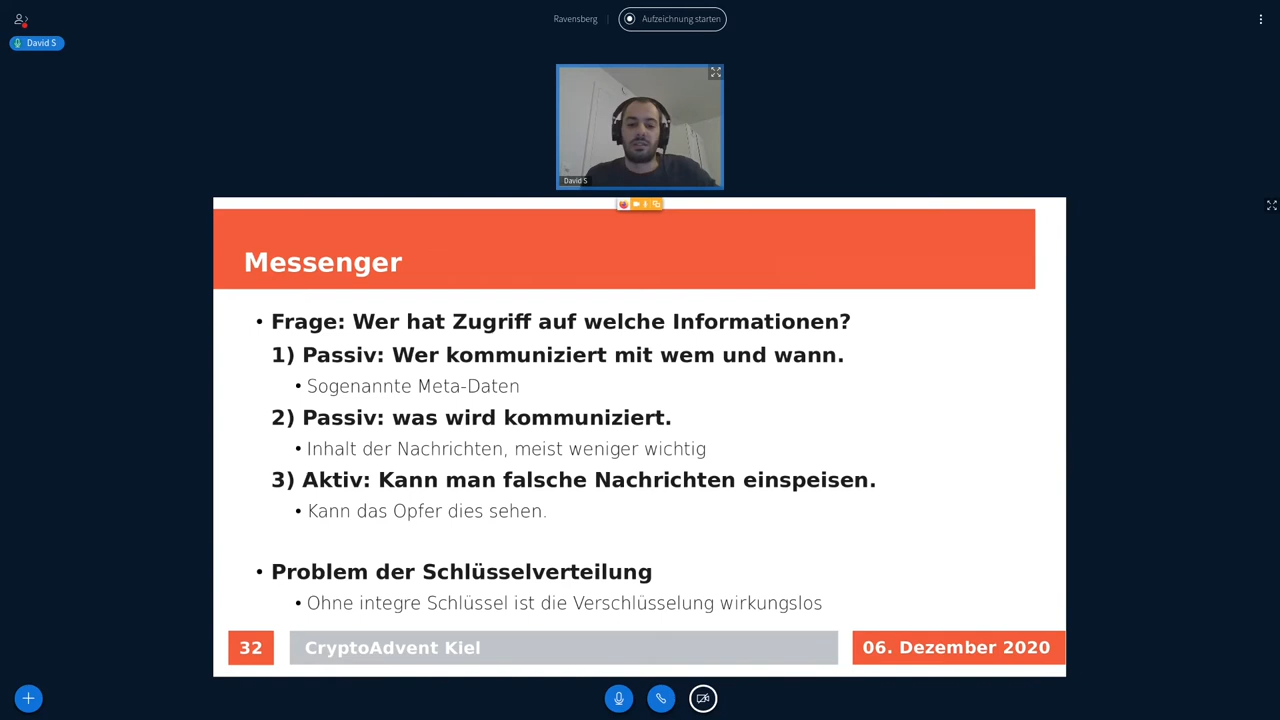 Ravensberg
Aufzeichnung starten
David S
David S
Messenger
• Frage: Wer hat Zugriff auf welche Informationen?
1) Passiv: Wer kommuniziert mit wem und wann.
• Sogenannte Meta-Daten
2) Passiv: was wird kommuniziert.
• Inhalt der Nachrichten, meist weniger wichtig
3) Aktiv: Kann man falsche Nachrichten einspeisen.
• Kann das Opfer dies sehen.
• Problem der Schlüsselverteilung
• Ohne integre Schlüssel ist die Verschlüsselung wirkungslos
32 CryptoAdvent Kiel 06. Dezember 2020